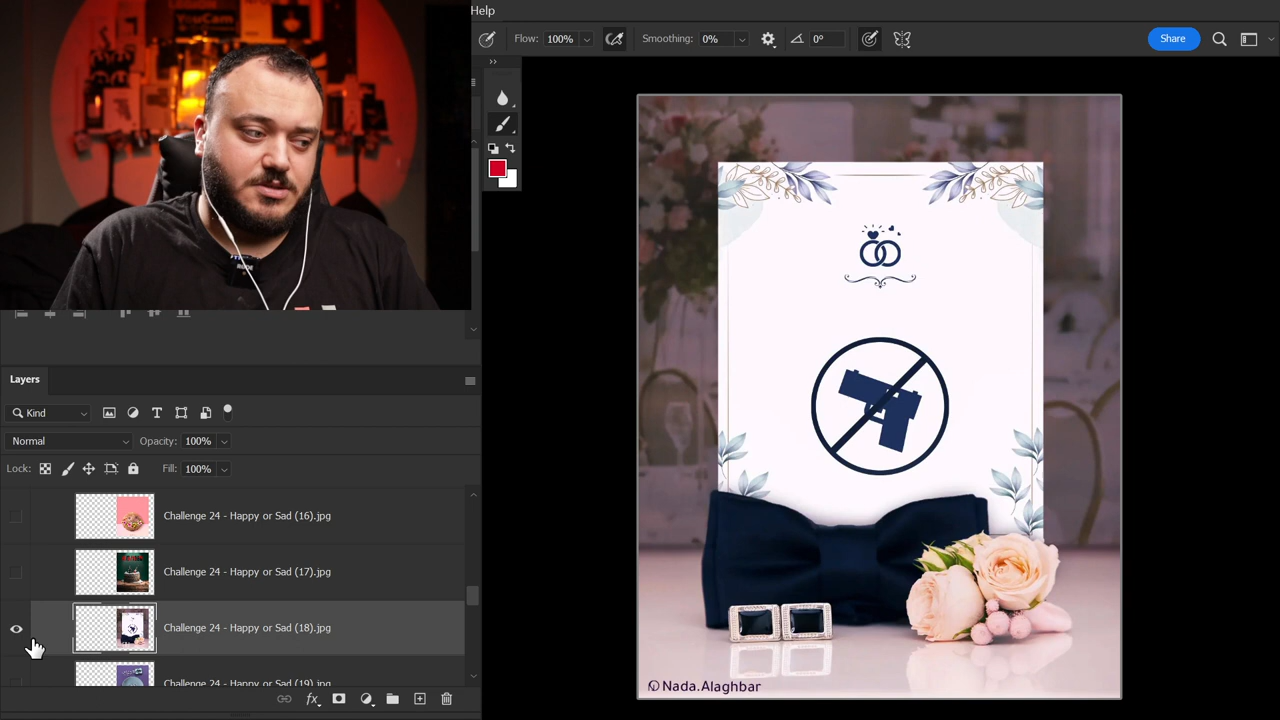 YouCam
Help
Flow: 100%
Smoothing: 0%
0°
Share
Layers
Kind
Normal
Opacity: 100%
Lock:
Fill: 100%
Challenge 24 - Happy or Sad (16).jpg
Challenge 24 - Happy or Sad (17).jpg
Challenge 24 - Happy or Sad (18).jpg
Challenge 24 - Happy or Sad (19).jpg
fx
Nada.Alaghbar